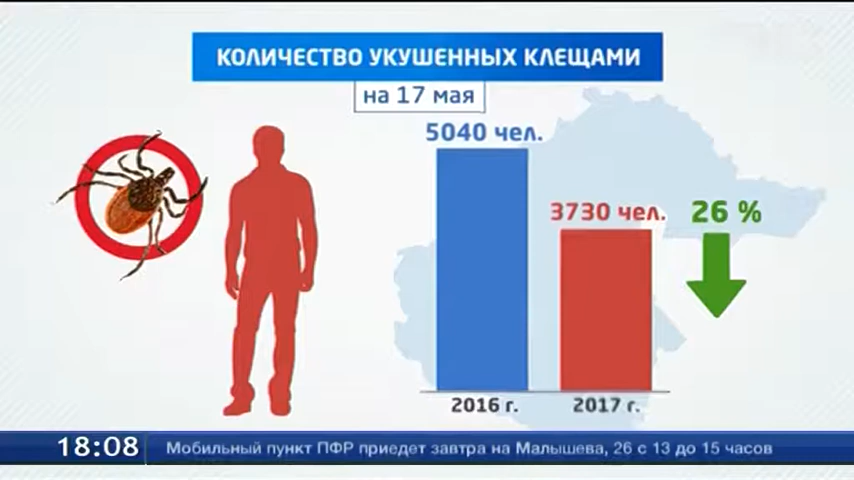 КОЛИЧЕСТВО УКУШЕННЫХ КЛЕЩАМИ
на 17 мая
5040 чел.
3730 чел.
26 %
2016 г.
2017 г.
18:08
Мобильный пункт ПФР приедет завтра на Малышева, 26 с 13 до 15 часов